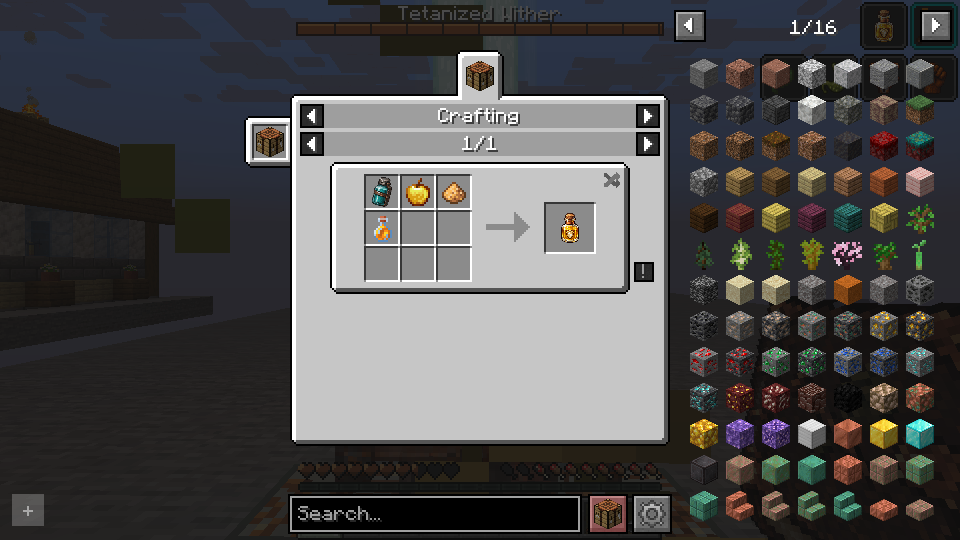 Tetanized Wither
1/16
Crafting
1/1
!
+
Search...